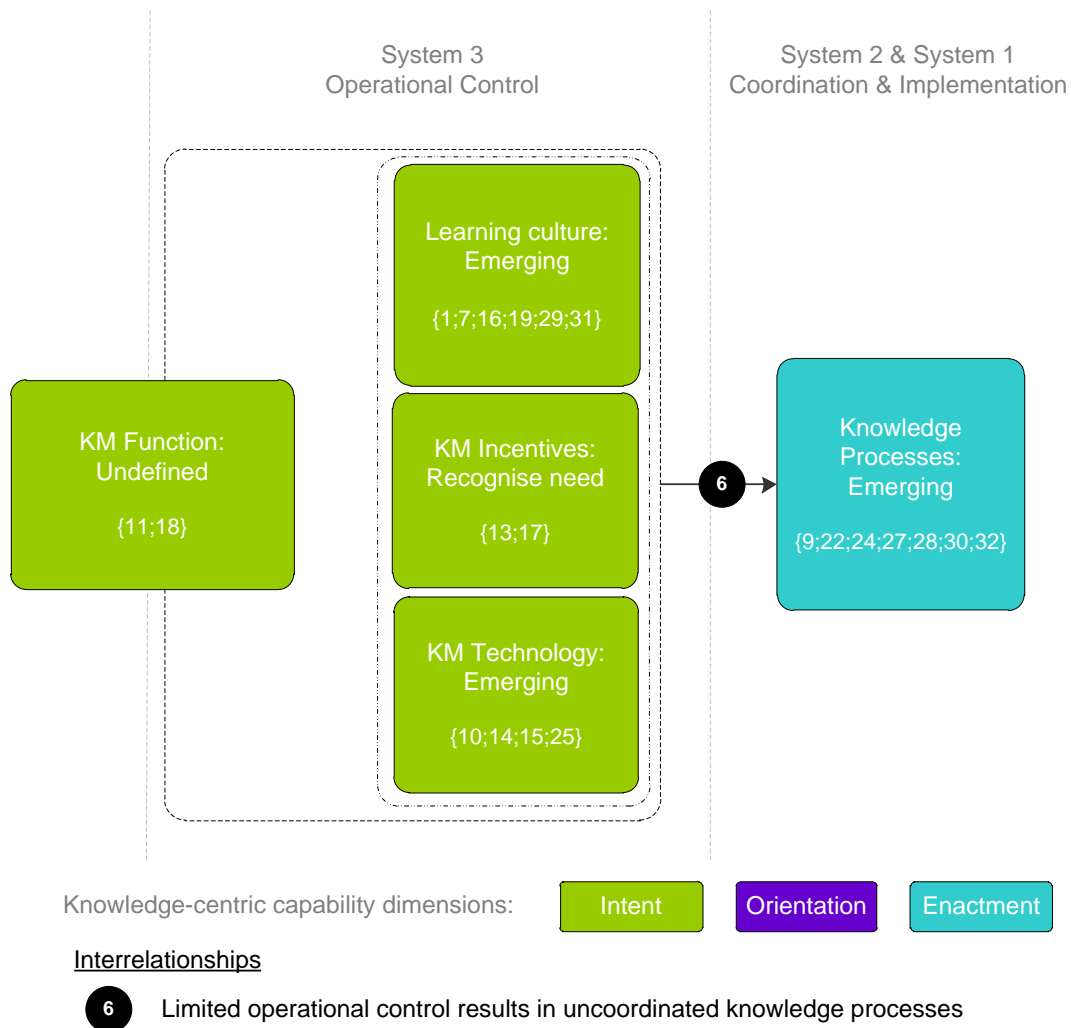 System 3
Operational Control
System 2 & System 1
Coordination & Implementation
Learning culture:
Emerging
{1;7;16;19;29;31}
KM Function:
Undefined
{11;18}
KM Incentives:
Recognise need
{13;17}
6
Knowledge
Processes:
Emerging
{9;22;24;27;28;30;32}
KM Technology:
Emerging
{10;14;15;25}
Knowledge-centric capability dimensions:
Intent
Orientation
Enactment
Interrelationships
6 Limited operational control results in uncoordinated knowledge processes